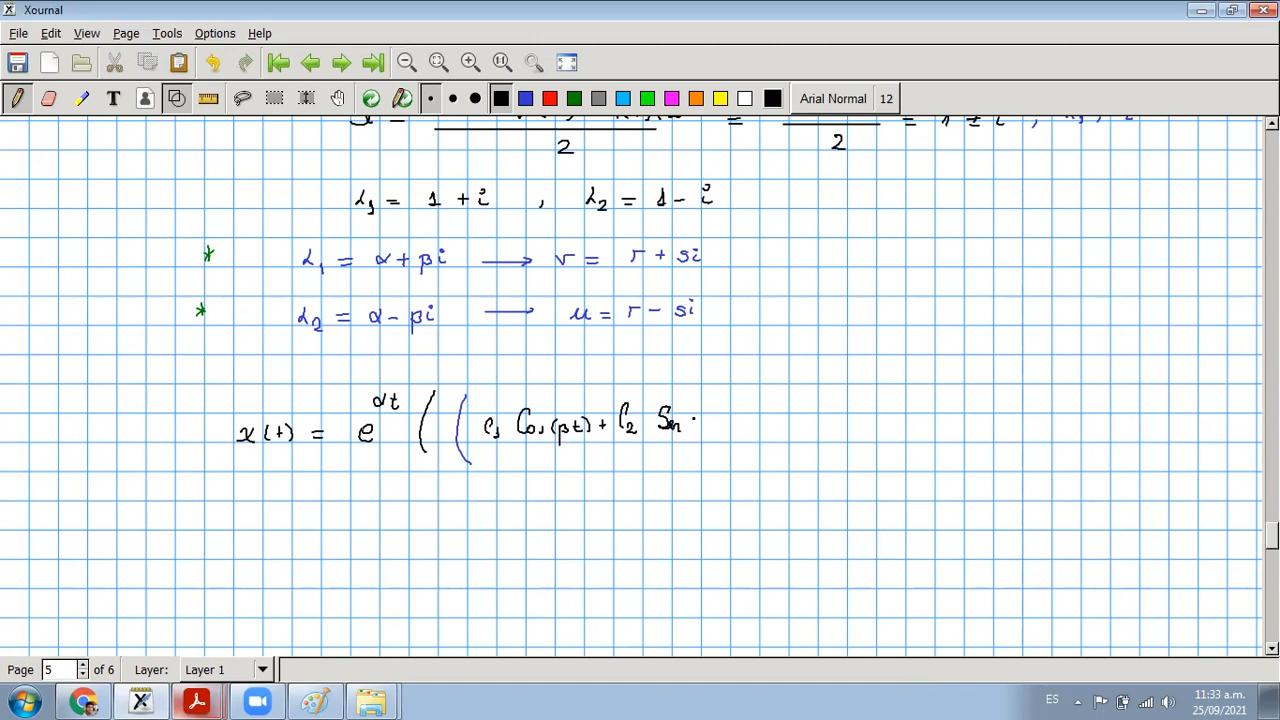 Xournal
File Edit View Page Tools Options Help
Arial Normal 12
2 2
λ₁ = 1 + i , λ₂ = 1 - i
* λ₁ = α + βi → v = r + si
* λ₂ = α - βi → u = r - si
x(t) = e^{αt} ( ( C₁ Cos(βt) + C₂ Sen
Page 5 of 6 Layer: Layer 1
ES 11:33 a.m.
25/09/2021